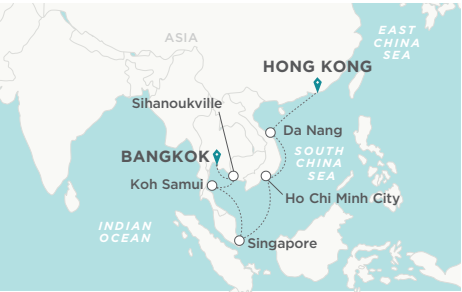 EAST
CHINA
SEA
ASIA
HONG KONG
Sihanoukville
Da Nang
BANGKOK
SOUTH
CHINA
SEA
Koh Samui
Ho Chi Minh City
INDIAN
OCEAN
Singapore